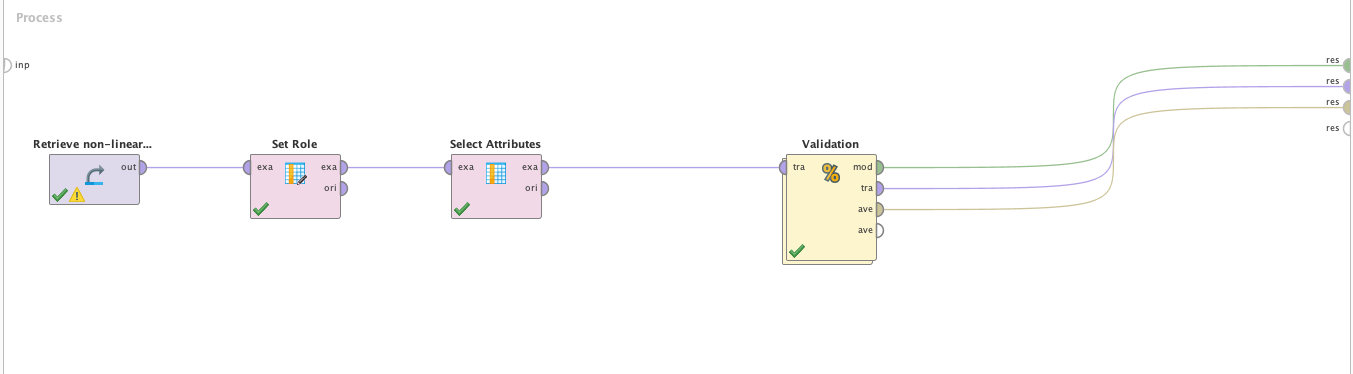 Process
inp
res
res
res
res
Retrieve non-linear...
out
Set Role
exa
exa
ori
Select Attributes
exa
exa
ori
Validation
%
tra
mod
tra
ave
ave